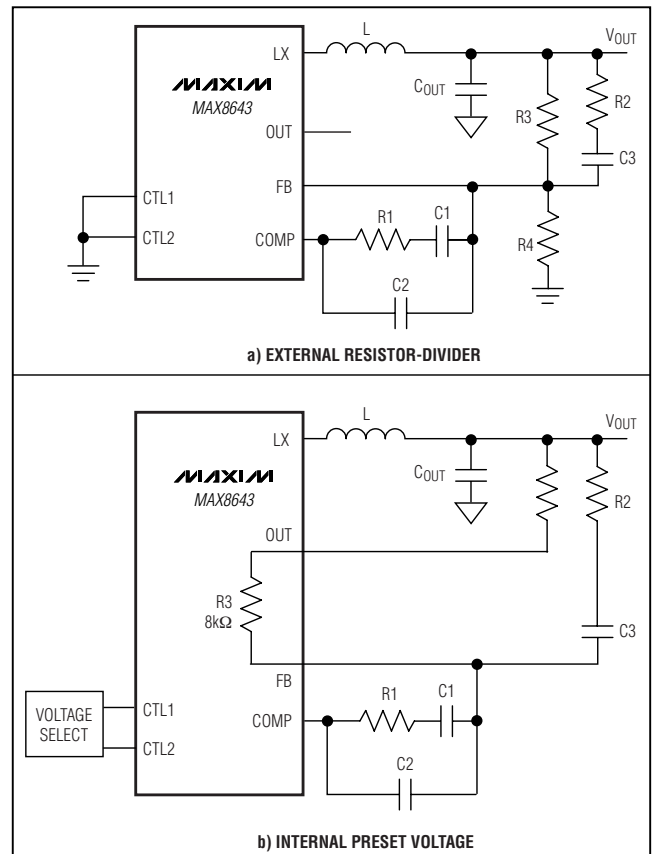 LX
L
VOUT
MAXIM
MAX8643
COUT
R3
R2
OUT
C3
CTL1
FB
CTL2
COMP
R1
C1
R4
C2
a) EXTERNAL RESISTOR-DIVIDER
LX
L
VOUT
MAXIM
MAX8643
COUT
R2
OUT
R3
8kΩ
C3
FB
VOLTAGE
SELECT
CTL1
CTL2
COMP
R1
C1
C2
b) INTERNAL PRESET VOLTAGE